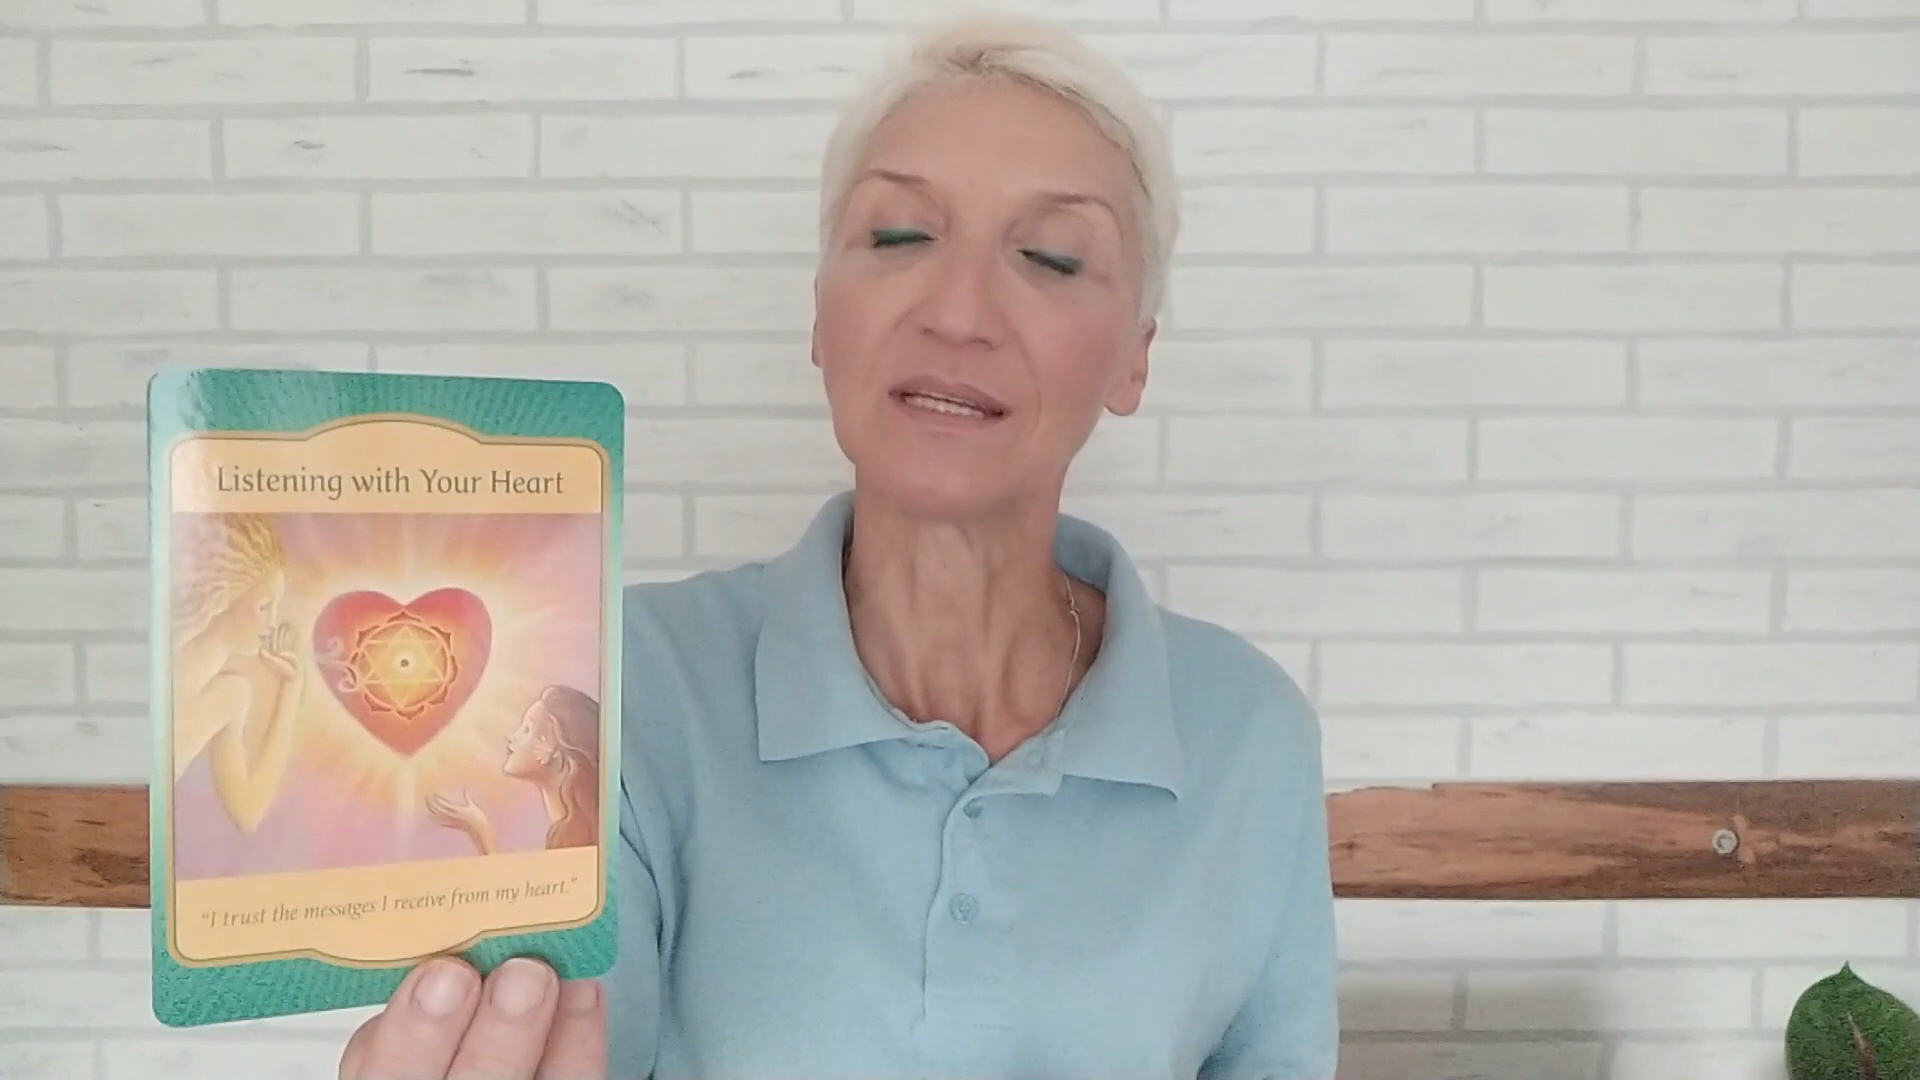 Listening with Your Heart
"I trust the messages I receive from my heart."